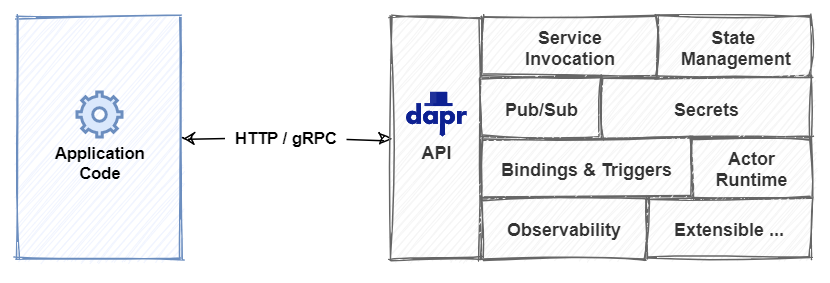 Application
Code
HTTP / gRPC
dapr
API
Service
Invocation
State
Management
Pub/Sub
Secrets
Bindings & Triggers
Actor
Runtime
Observability
Extensible ...